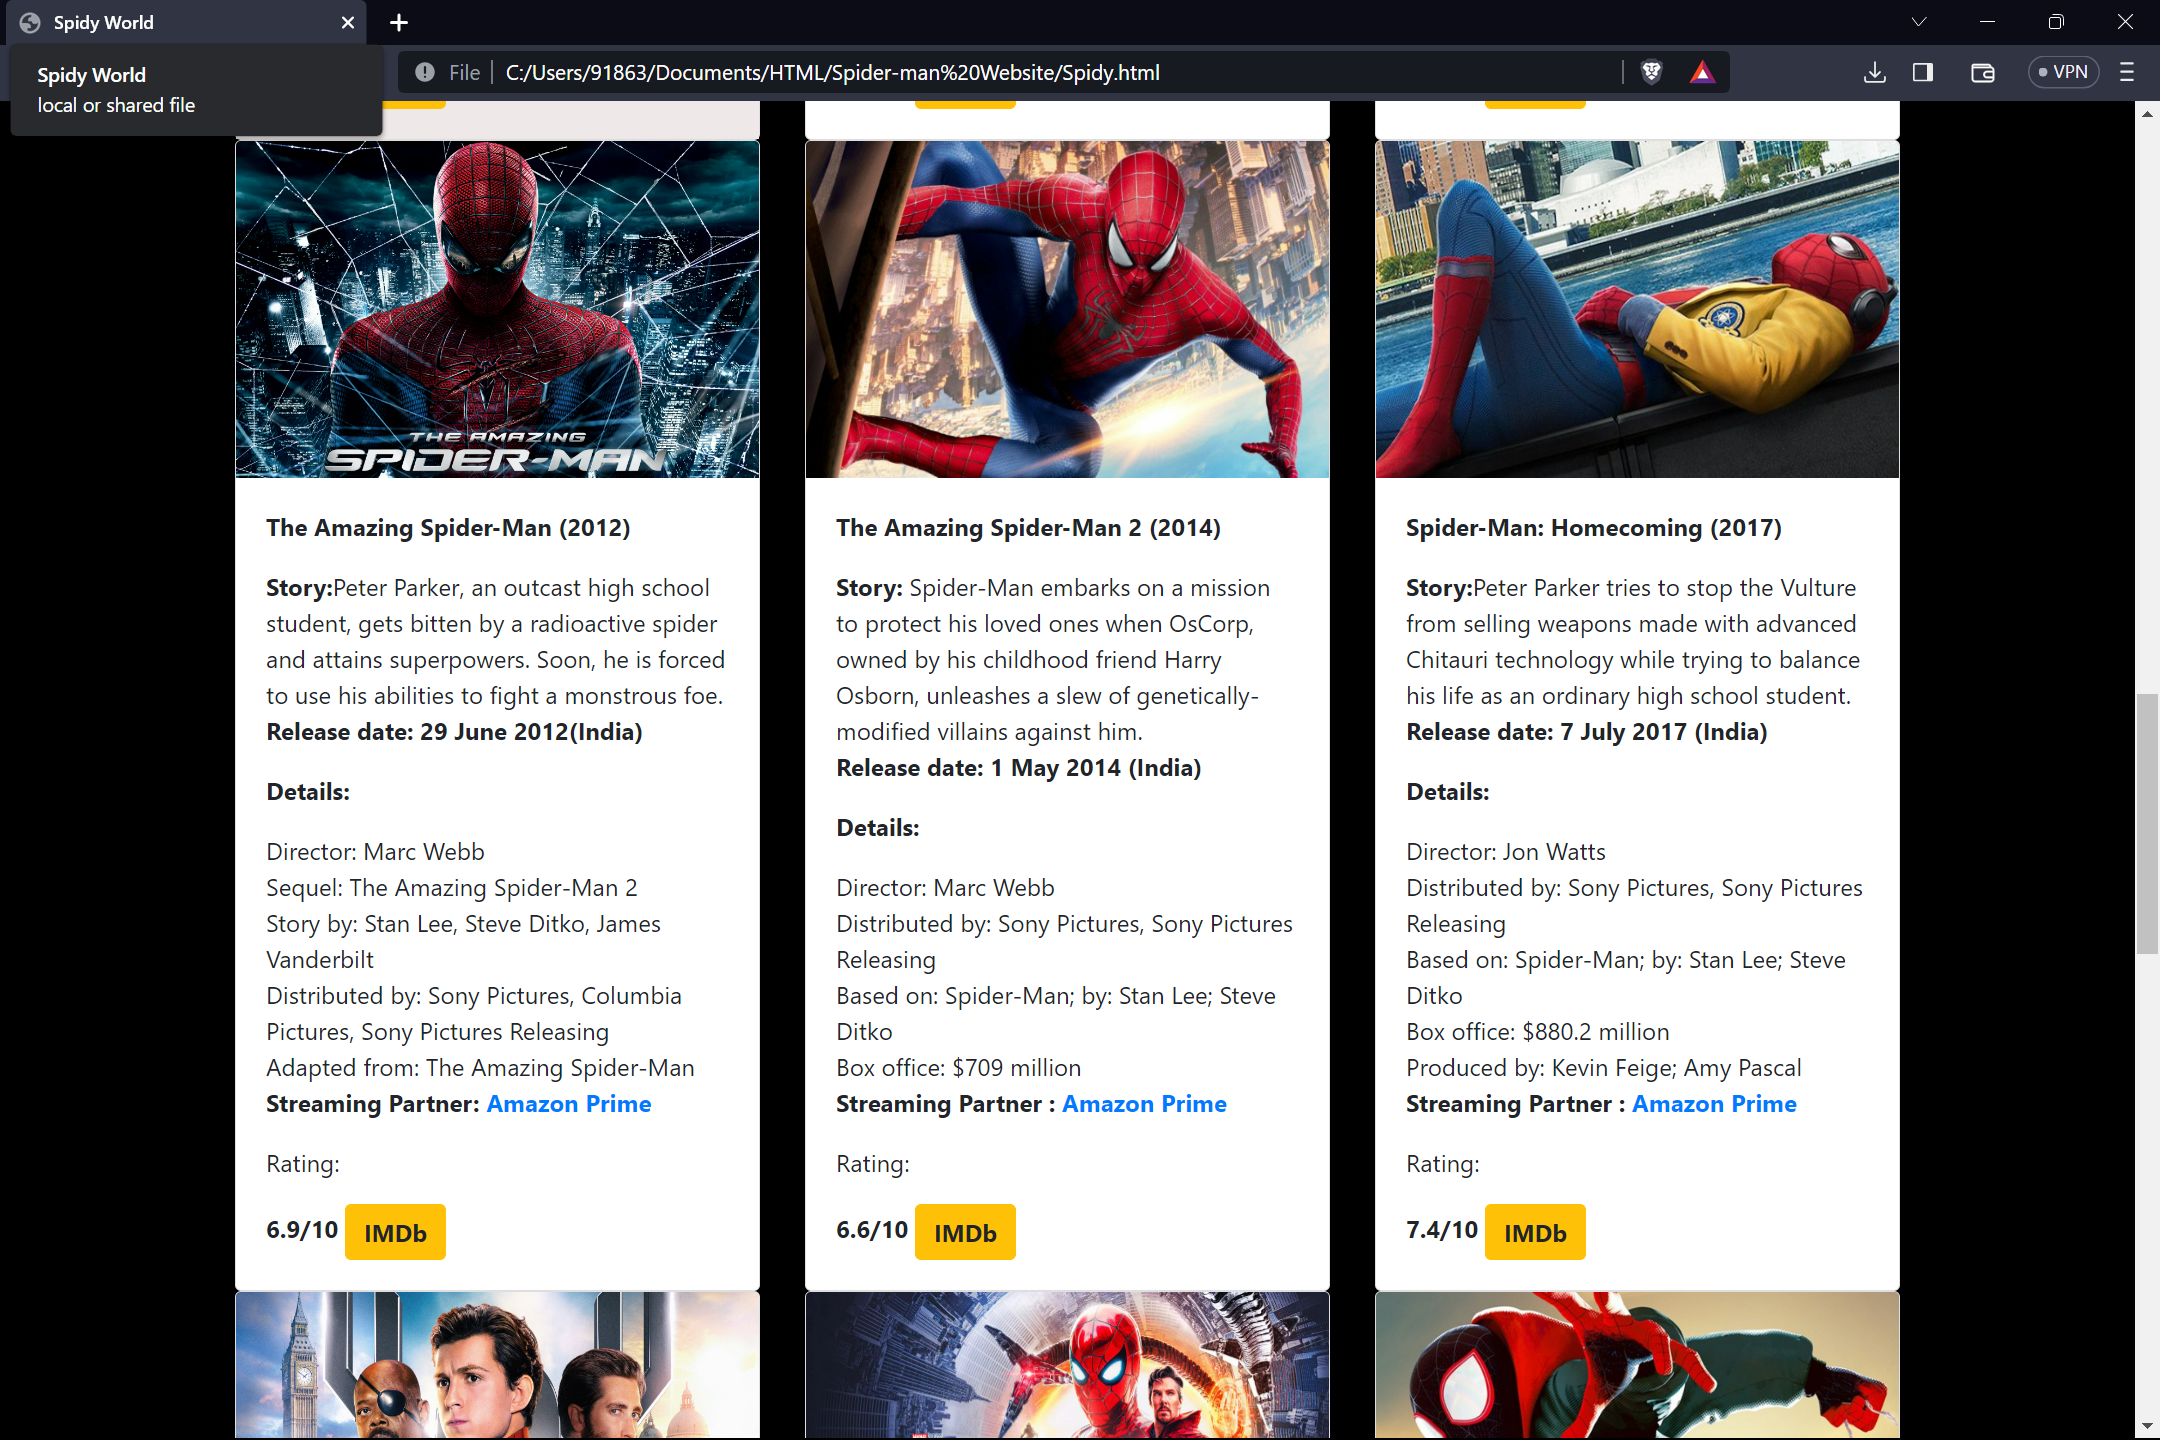 Spidy World
Spidy World
local or shared file
File
C:/Users/91863/Documents/HTML/Spider-man%20Website/Spidy.html
VPN
THE AMAZING
SPIDER-MAN
The Amazing Spider-Man (2012)
Story:Peter Parker, an outcast high school
student, gets bitten by a radioactive spider
and attains superpowers. Soon, he is forced
to use his abilities to fight a monstrous foe.
Release date: 29 June 2012(India)
Details:
Director: Marc Webb
Sequel: The Amazing Spider-Man 2
Story by: Stan Lee, Steve Ditko, James
Vanderbilt
Distributed by: Sony Pictures, Columbia
Pictures, Sony Pictures Releasing
Adapted from: The Amazing Spider-Man
Streaming Partner: Amazon Prime
Rating:
6.9/10 IMDb
The Amazing Spider-Man 2 (2014)
Story: Spider-Man embarks on a mission
to protect his loved ones when OsCorp,
owned by his childhood friend Harry
Osborn, unleashes a slew of genetically-
modified villains against him.
Release date: 1 May 2014 (India)
Details:
Director: Marc Webb
Distributed by: Sony Pictures, Sony Pictures
Releasing
Based on: Spider-Man; by: Stan Lee; Steve
Ditko
Box office: $709 million
Streaming Partner : Amazon Prime
Rating:
6.6/10 IMDb
Spider-Man: Homecoming (2017)
Story:Peter Parker tries to stop the Vulture
from selling weapons made with advanced
Chitauri technology while trying to balance
his life as an ordinary high school student.
Release date: 7 July 2017 (India)
Details:
Director: Jon Watts
Distributed by: Sony Pictures, Sony Pictures
Releasing
Based on: Spider-Man; by: Stan Lee; Steve
Ditko
Box office: $880.2 million
Produced by: Kevin Feige; Amy Pascal
Streaming Partner : Amazon Prime
Rating:
7.4/10 IMDb